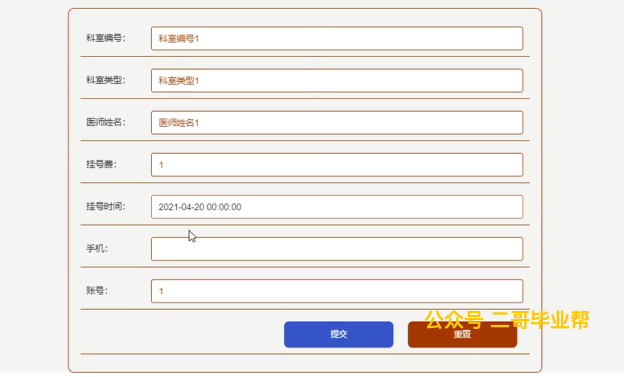 科室编号: 科室编号1
科室类型: 科室类型1
医师姓名: 医师姓名1
挂号费: 1
挂号时间: 2021-04-20 00:00:00
手机:
账号: 1
公众号 二哥毕业帮
提交 重置